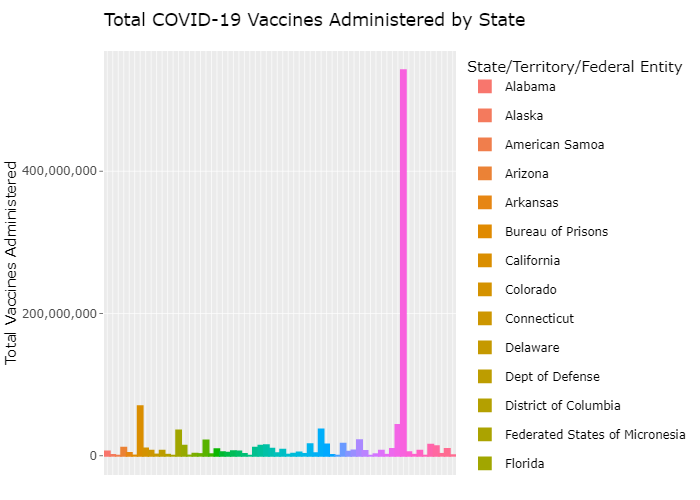 Total COVID-19 Vaccines Administered by State
Total Vaccines Administered
400,000,000
200,000,000
0
State/Territory/Federal Entity
Alabama
Alaska
American Samoa
Arizona
Arkansas
Bureau of Prisons
California
Colorado
Connecticut
Delaware
Dept of Defense
District of Columbia
Federated States of Micronesia
Florida